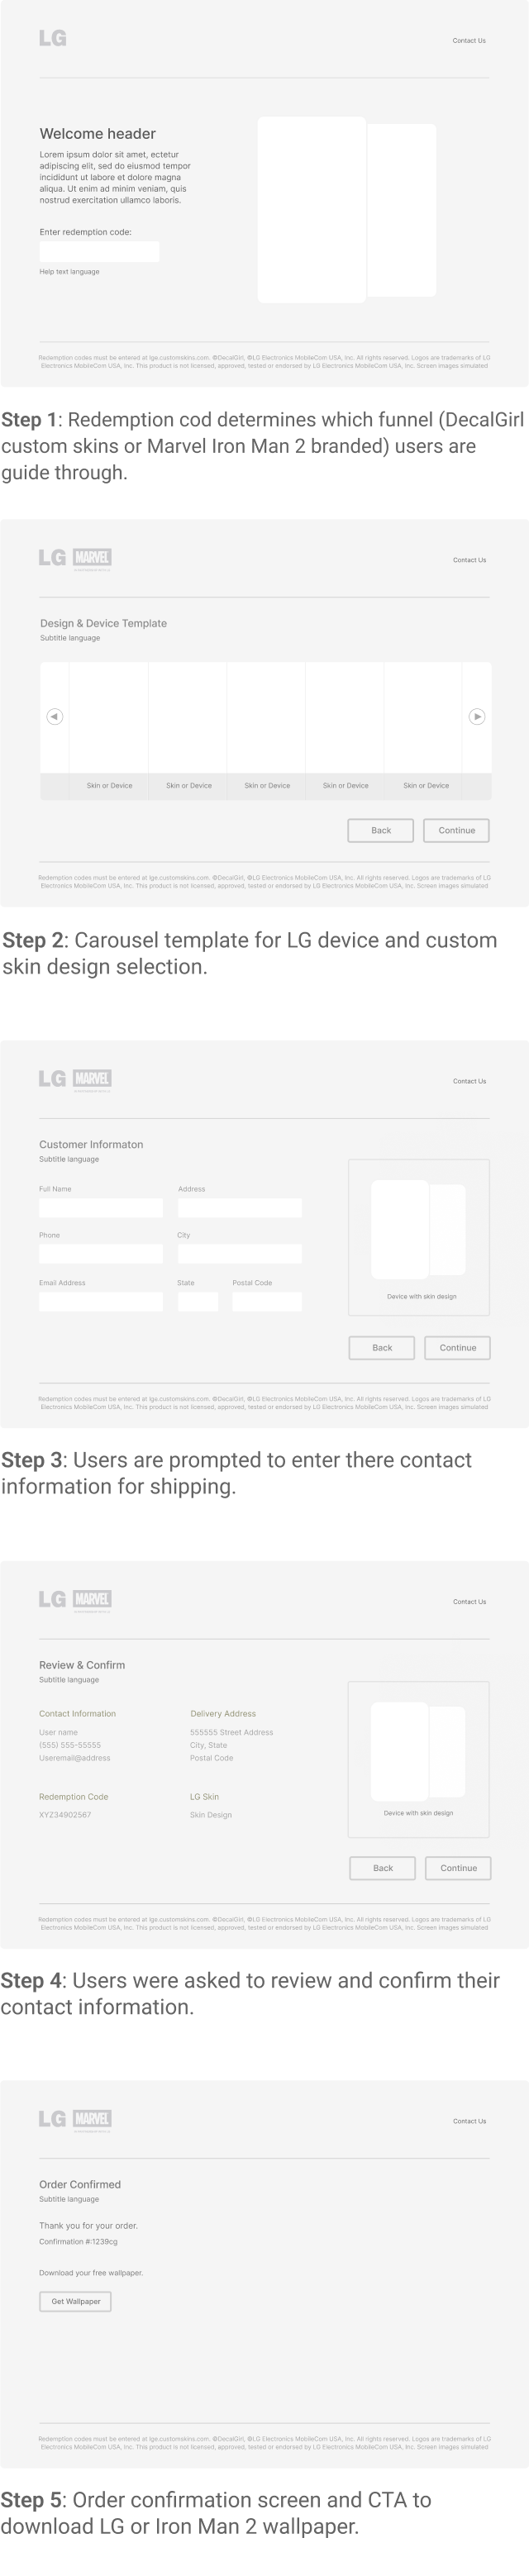 LG
Contact Us
Welcome header
Lorem ipsum dolor sit amet, ectetur
adipiscing elit, sed do eiusmod tempor
incididunt ut labore et dolore magna
aliqua. Ut enim ad minim veniam, quis
nostrud exercitation ullamco laboris.
Enter redemption code:
Help text language
Redemption codes must be entered at lge.customskins.com. ©DecalGirl, ©LG Electronics MobileCom USA, Inc. All rights reserved. Logos are trademarks of LG
Electronics MobileCom USA, Inc. This product is not licensed, approved, tested or endorsed by LG Electronics MobileCom USA, Inc. Screen images simulated
Step 1: Redemption cod determines which funnel (DecalGirl
custom skins or Marvel Iron Man 2 branded) users are
guide through.
LG MARVEL
Contact Us
Design & Device Template
Subtitle language
Skin or Device Skin or Device Skin or Device Skin or Device Skin or Device
Back Continue
Redemption codes must be entered at lge.customskins.com. ©DecalGirl, ©LG Electronics MobileCom USA, Inc. All rights reserved. Logos are trademarks of LG
Electronics MobileCom USA, Inc. This product is not licensed, approved, tested or endorsed by LG Electronics MobileCom USA, Inc. Screen images simulated
Step 2: Carousel template for LG device and custom
skin design selection.
LG MARVEL
Contact Us
Customer Informaton
Subtitle language
Full Name Address
Phone City
Email Address State Postal Code
Device with skin design
Back Continue
Redemption codes must be entered at lge.customskins.com. ©DecalGirl, ©LG Electronics MobileCom USA, Inc. All rights reserved. Logos are trademarks of LG
Electronics MobileCom USA, Inc. This product is not licensed, approved, tested or endorsed by LG Electronics MobileCom USA, Inc. Screen images simulated
Step 3: Users are prompted to enter there contact
information for shipping.
LG MARVEL
Contact Us
Review & Confirm
Subtitle language
Contact Information Delivery Address
User name 555555 Street Address
(555) 555-55555 City, State
Useremail@address Postal Code
Redemption Code LG Skin
XYZ34902567 Skin Design
Device with skin design
Back Continue
Redemption codes must be entered at lge.customskins.com. ©DecalGirl, ©LG Electronics MobileCom USA, Inc. All rights reserved. Logos are trademarks of LG
Electronics MobileCom USA, Inc. This product is not licensed, approved, tested or endorsed by LG Electronics MobileCom USA, Inc. Screen images simulated
Step 4: Users were asked to review and confirm their
contact information.
LG MARVEL
Contact Us
Order Confirmed
Subtitle language
Thank you for your order.
Confirmation #:1239cg
Download your free wallpaper.
Get Wallpaper
Redemption codes must be entered at lge.customskins.com. ©DecalGirl, ©LG Electronics MobileCom USA, Inc. All rights reserved. Logos are trademarks of LG
Electronics MobileCom USA, Inc. This product is not licensed, approved, tested or endorsed by LG Electronics MobileCom USA, Inc. Screen images simulated
Step 5: Order confirmation screen and CTA to
download LG or Iron Man 2 wallpaper.